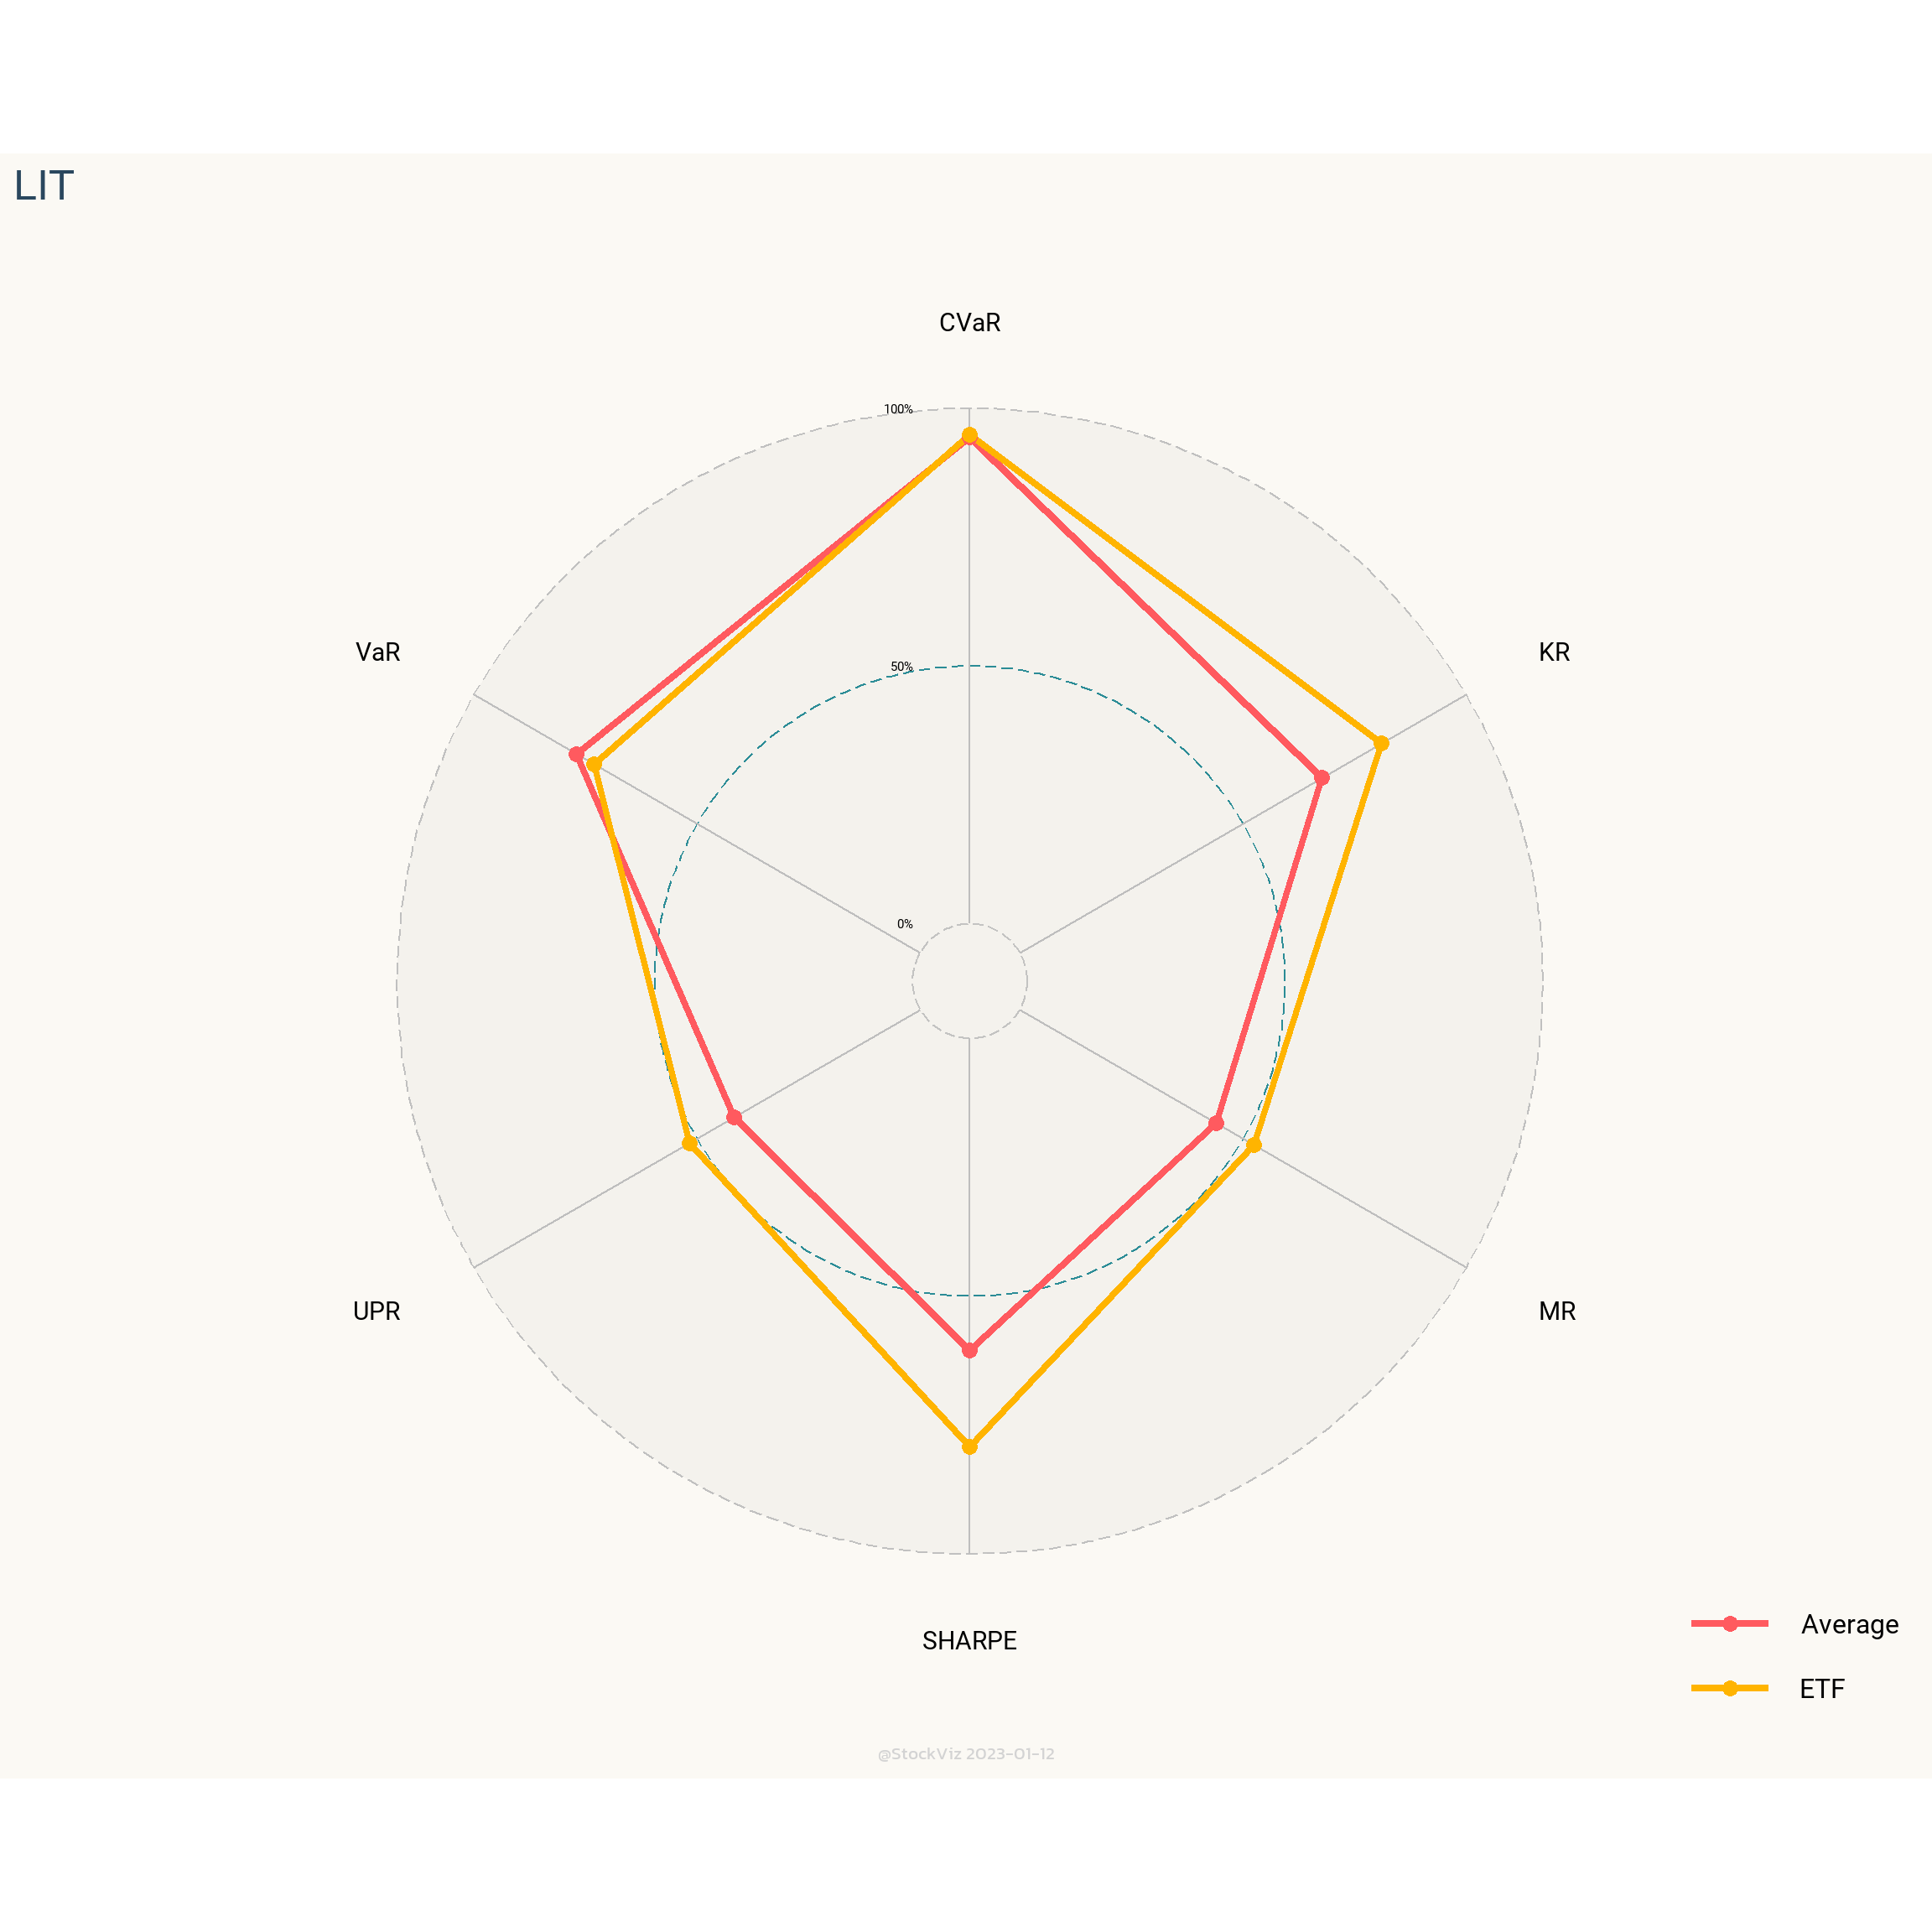 LIT
CVaR
100%
VaR
KR
50%
0%
UPR
MR
SHARPE
Average
ETF
@StockViz 2023-01-12